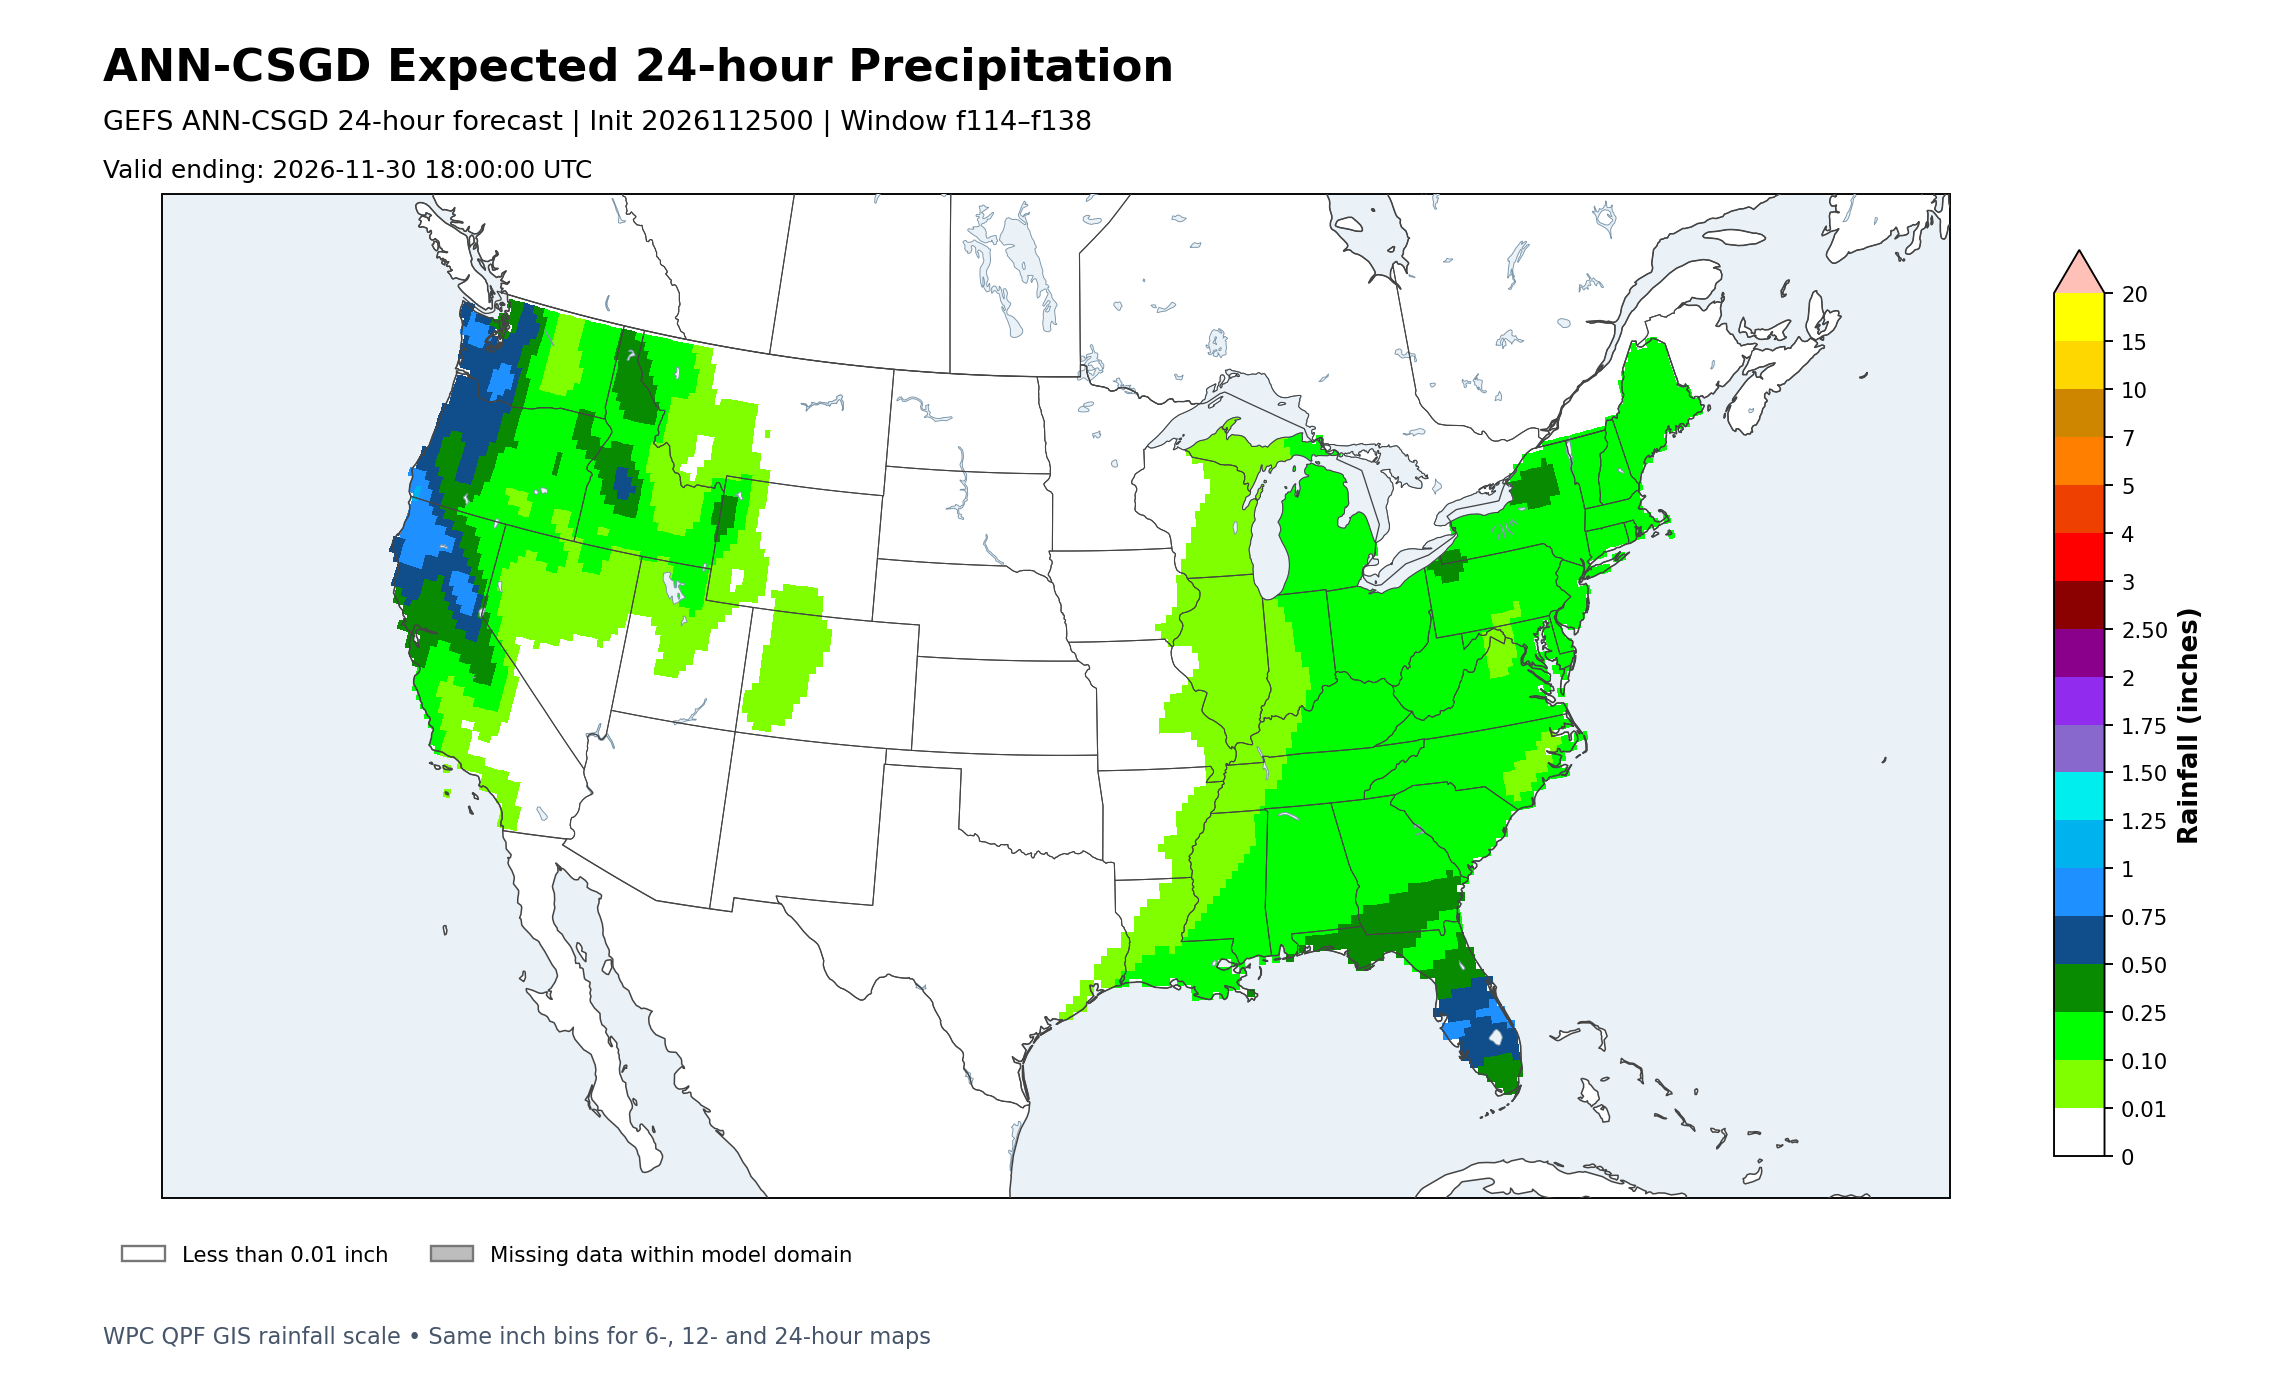 ANN-CSGD Expected 24-hour Precipitation
GEFS ANN-CSGD 24-hour forecast | Init 2026112500 | Window f114–f138
Valid ending: 2026-11-30 18:00:00 UTC
20
15
10
7
5
4
3
2.50
2
1.75
1.50
1.25
1
0.75
0.50
0.25
0.10
0.01
0
Rainfall (inches)
Less than 0.01 inch
Missing data within model domain
WPC QPF GIS rainfall scale • Same inch bins for 6-, 12- and 24-hour maps